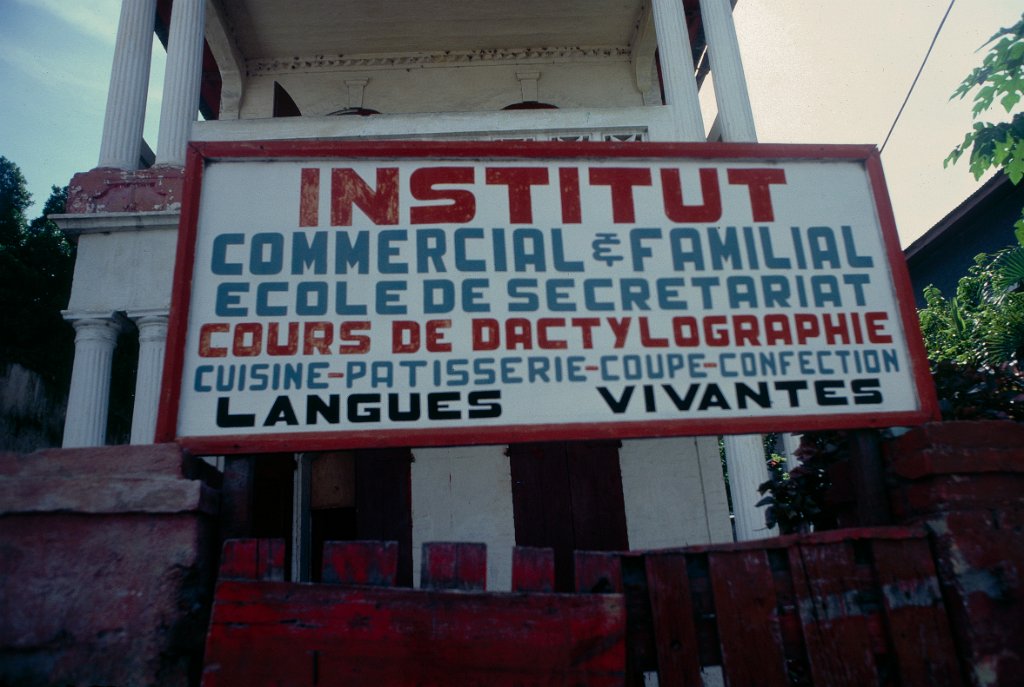 INSTITUT
COMMERCIAL & FAMILIAL
ECOLE DE SECRETARIAT
COURS DE DACTYLOGRAPHIE
CUISINE-PATISSERIE-COUPE-CONFECTION
LANGUES VIVANTES